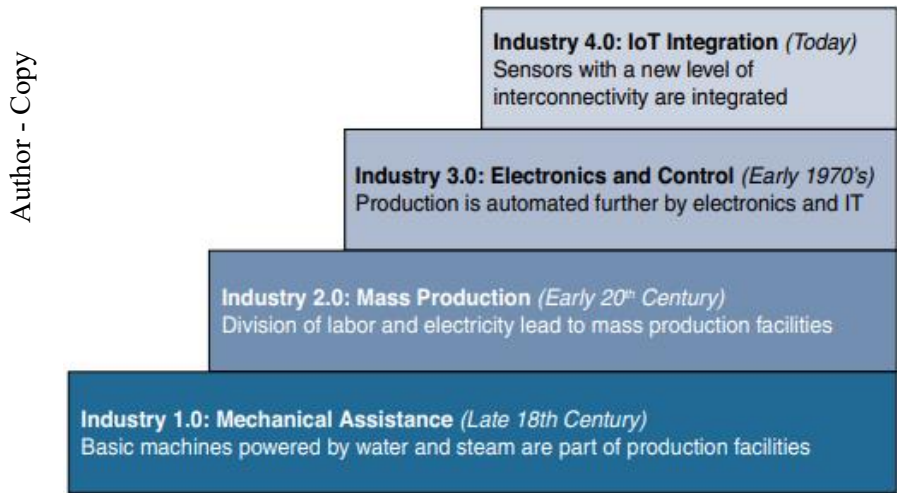 Author - Copy
Industry 4.0: IoT Integration (Today)
Sensors with a new level of
interconnectivity are integrated
Industry 3.0: Electronics and Control (Early 1970's)
Production is automated further by electronics and IT
Industry 2.0: Mass Production (Early 20th Century)
Division of labor and electricity lead to mass production facilities
Industry 1.0: Mechanical Assistance (Late 18th Century)
Basic machines powered by water and steam are part of production facilities